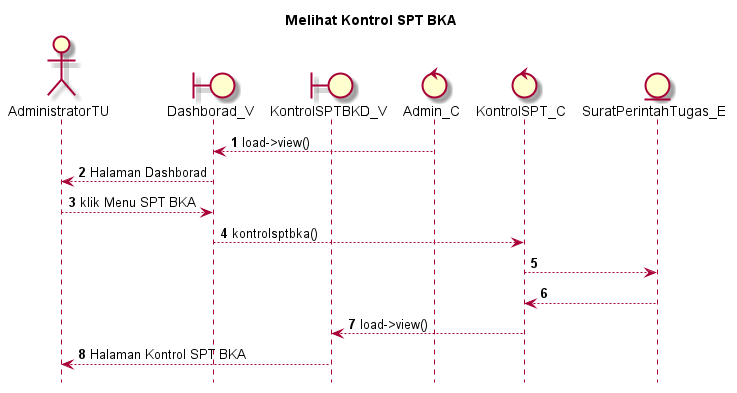 Melihat Kontrol SPT BKA
AdministratorTU
Dashborad_V
KontrolSPTBKD_V
Admin_C
KontrolSPT_C
SuratPerintahTugas_E
1 load->view()
2 Halaman Dashborad
3 klik Menu SPT BKA
4 kontrolsptbka()
5
6
7 load->view()
8 Halaman Kontrol SPT BKA